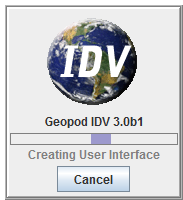 IDV
Geopod IDV 3.0b1
Creating User Interface
Cancel